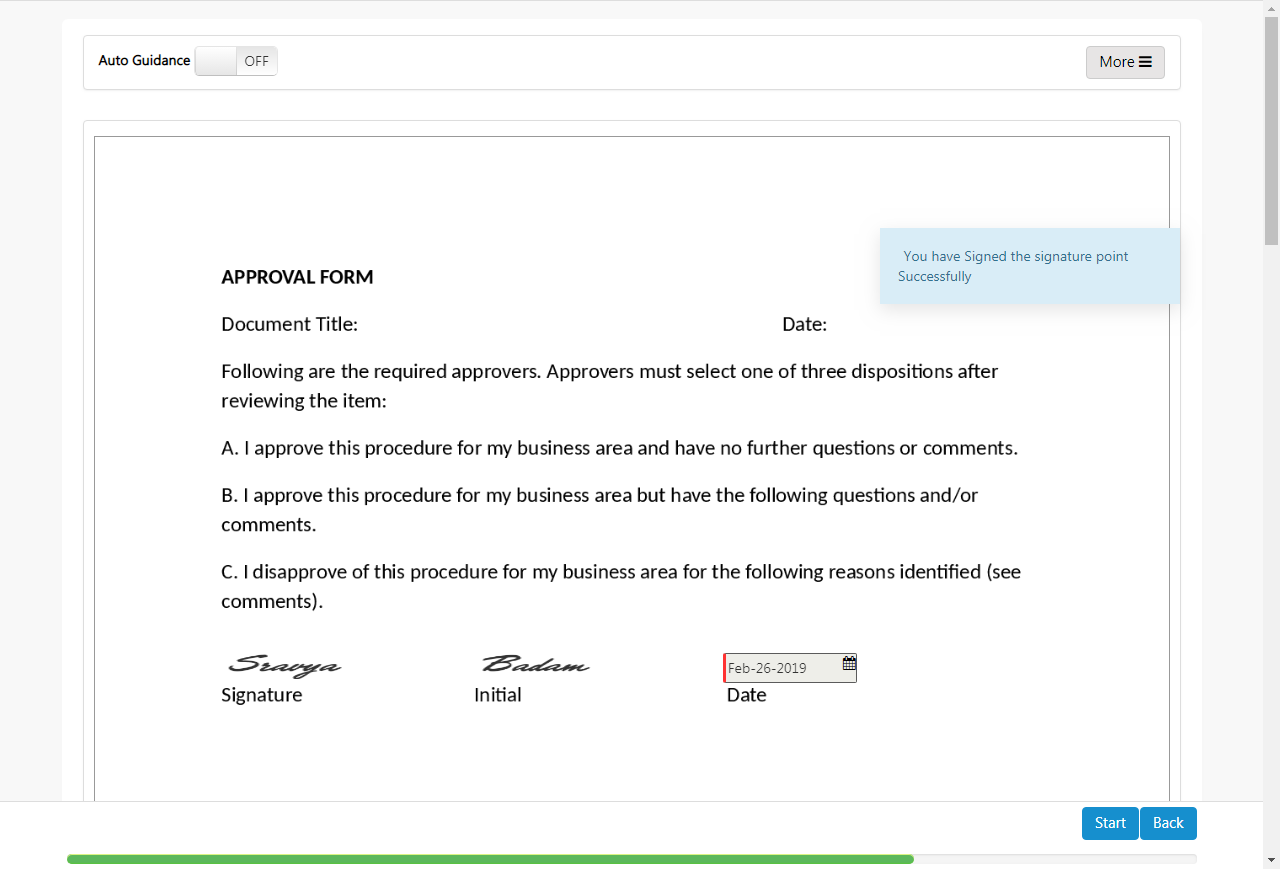 Auto Guidance OFF More
You have Signed the signature point
Successfully
APPROVAL FORM
Document Title: Date:
Following are the required approvers. Approvers must select one of three dispositions after
reviewing the item:
A. I approve this procedure for my business area and have no further questions or comments.
B. I approve this procedure for my business area but have the following questions and/or
comments.
C. I disapprove of this procedure for my business area for the following reasons identified (see
comments).
Sravya Badam Feb-26-2019
Signature Initial Date
Start Back